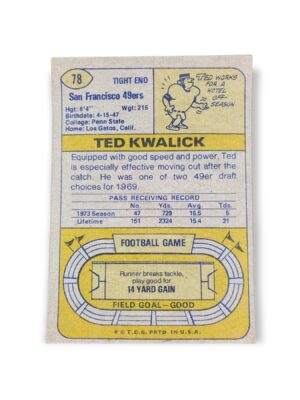 78
TIGHT END
San Francisco 49ers
Hgt: 6'4" Wgt: 215
Birthdate: 4-15-47
College: Penn State
Home: Los Gatos, Calif.
TED WORKS
FOR A
HOTEL
OFF-
SEASON.
TED KWALICK
Equipped with good speed and power, Ted
is especially effective moving out after the
catch. He was one of two 49er draft
choices for 1969.
PASS RECEIVING RECORD
No. Yds. Avg. Tds.
1973 Season 47 729 15.5 5
Lifetime 151 2324 15.4 21
FOOTBALL GAME
Runner breaks tackle,
play good for
14 YARD GAIN
FIELD GOAL—GOOD
© T.C.G. PRTD. IN U.S.A.